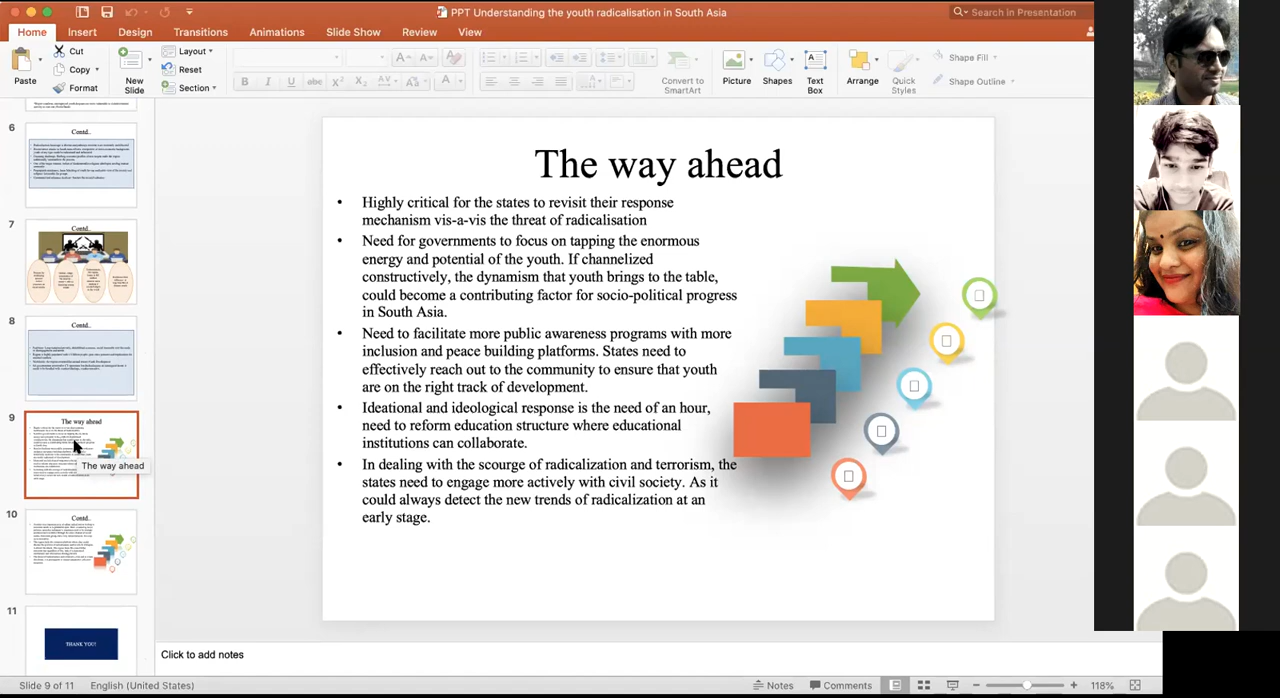 PPT Understanding the youth radicalisation in South Asia
Search in Presentation
Home Insert Design Transitions Animations Slide Show Review View
Paste
Cut
Copy
Format
New
Slide
Layout
Reset
Section
Convert to
SmartArt
Picture
Shapes
Text
Box
Arrange
Quick
Styles
Shape Fill
Shape Outline
6
Contd..
7
Contd..
8
Contd..
9
The way ahead
The way ahead
10
Contd..
11
THANK YOU!
The way ahead
• Highly critical for the states to revisit their response
mechanism vis-a-vis the threat of radicalisation
• Need for governments to focus on tapping the enormous
energy and potential of the youth. If channelized
constructively, the dynamism that youth brings to the table,
could become a contributing factor for socio-political progress
in South Asia.
• Need to facilitate more public awareness programs with more
inclusion and peace building platforms. States need to
effectively reach out to the community to ensure that youth
are on the right track of development.
• Ideational and ideological response is the need of an hour,
need to reform education structure where educational
institutions can collaborate.
• In dealing with the scourge of radicalization and terrorism, the
states need to engage more actively with civil society. As it
could always detect the new trends of radicalization at an
early stage.
Click to add notes
Slide 9 of 11 English (United States)
Notes Comments 118%